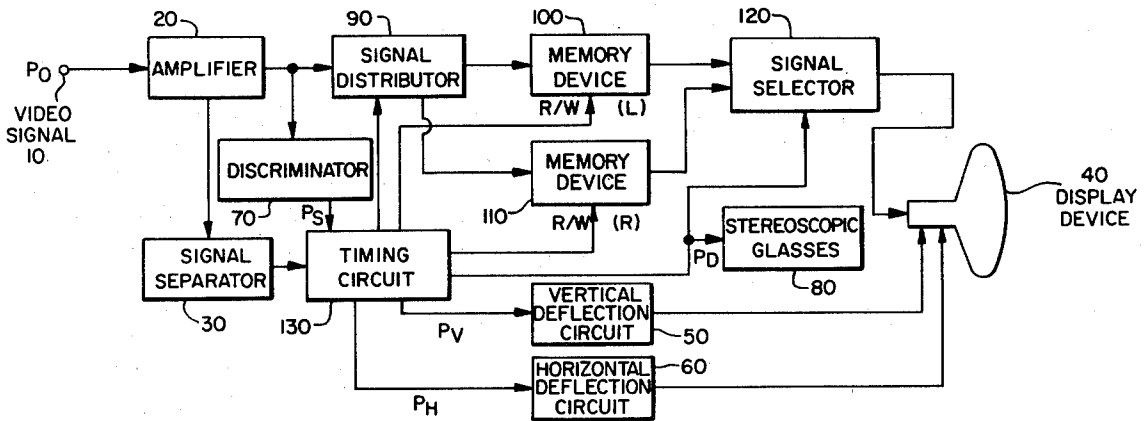 20
90
100
120
P0
AMPLIFIER
SIGNAL
DISTRIBUTOR
MEMORY
DEVICE
SIGNAL
SELECTOR
VIDEO
SIGNAL
10
R/W (L)
DISCRIMINATOR
70
PS
MEMORY
DEVICE
110
R/W (R)
40
DISPLAY
DEVICE
SIGNAL
SEPARATOR
30
TIMING
CIRCUIT
130
PD
STEREOSCOPIC
GLASSES
80
PV
VERTICAL
DEFLECTION
CIRCUIT
50
PH
HORIZONTAL
DEFLECTION
CIRCUIT
60